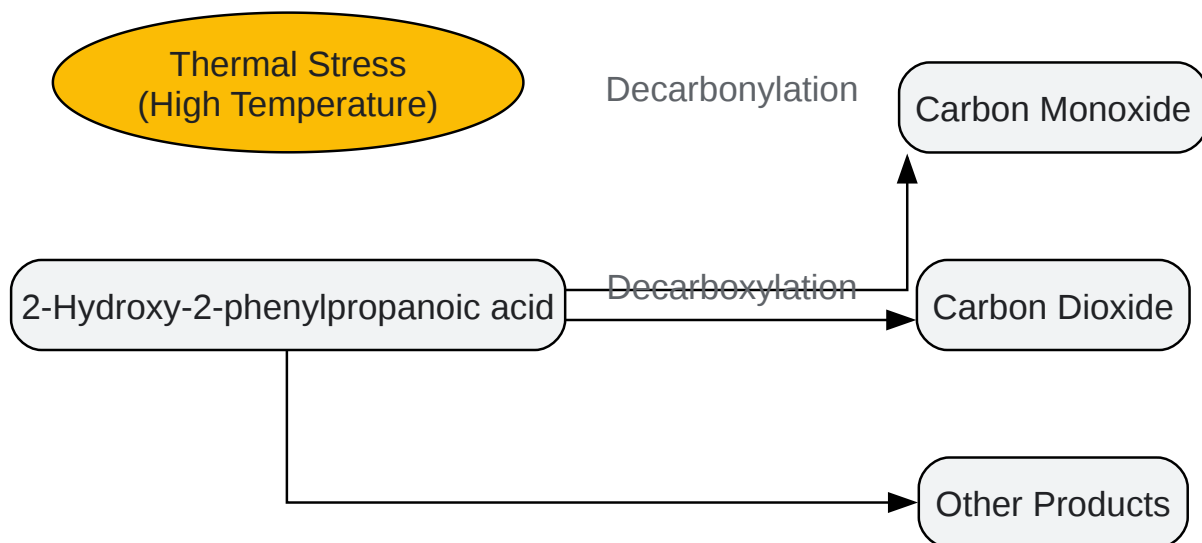 Thermal Stress
(High Temperature)
Decarbonylation
Carbon Monoxide
2-Hydroxy-2-phenylpropanoic acid
Decarboxylation
Carbon Dioxide
Other Products